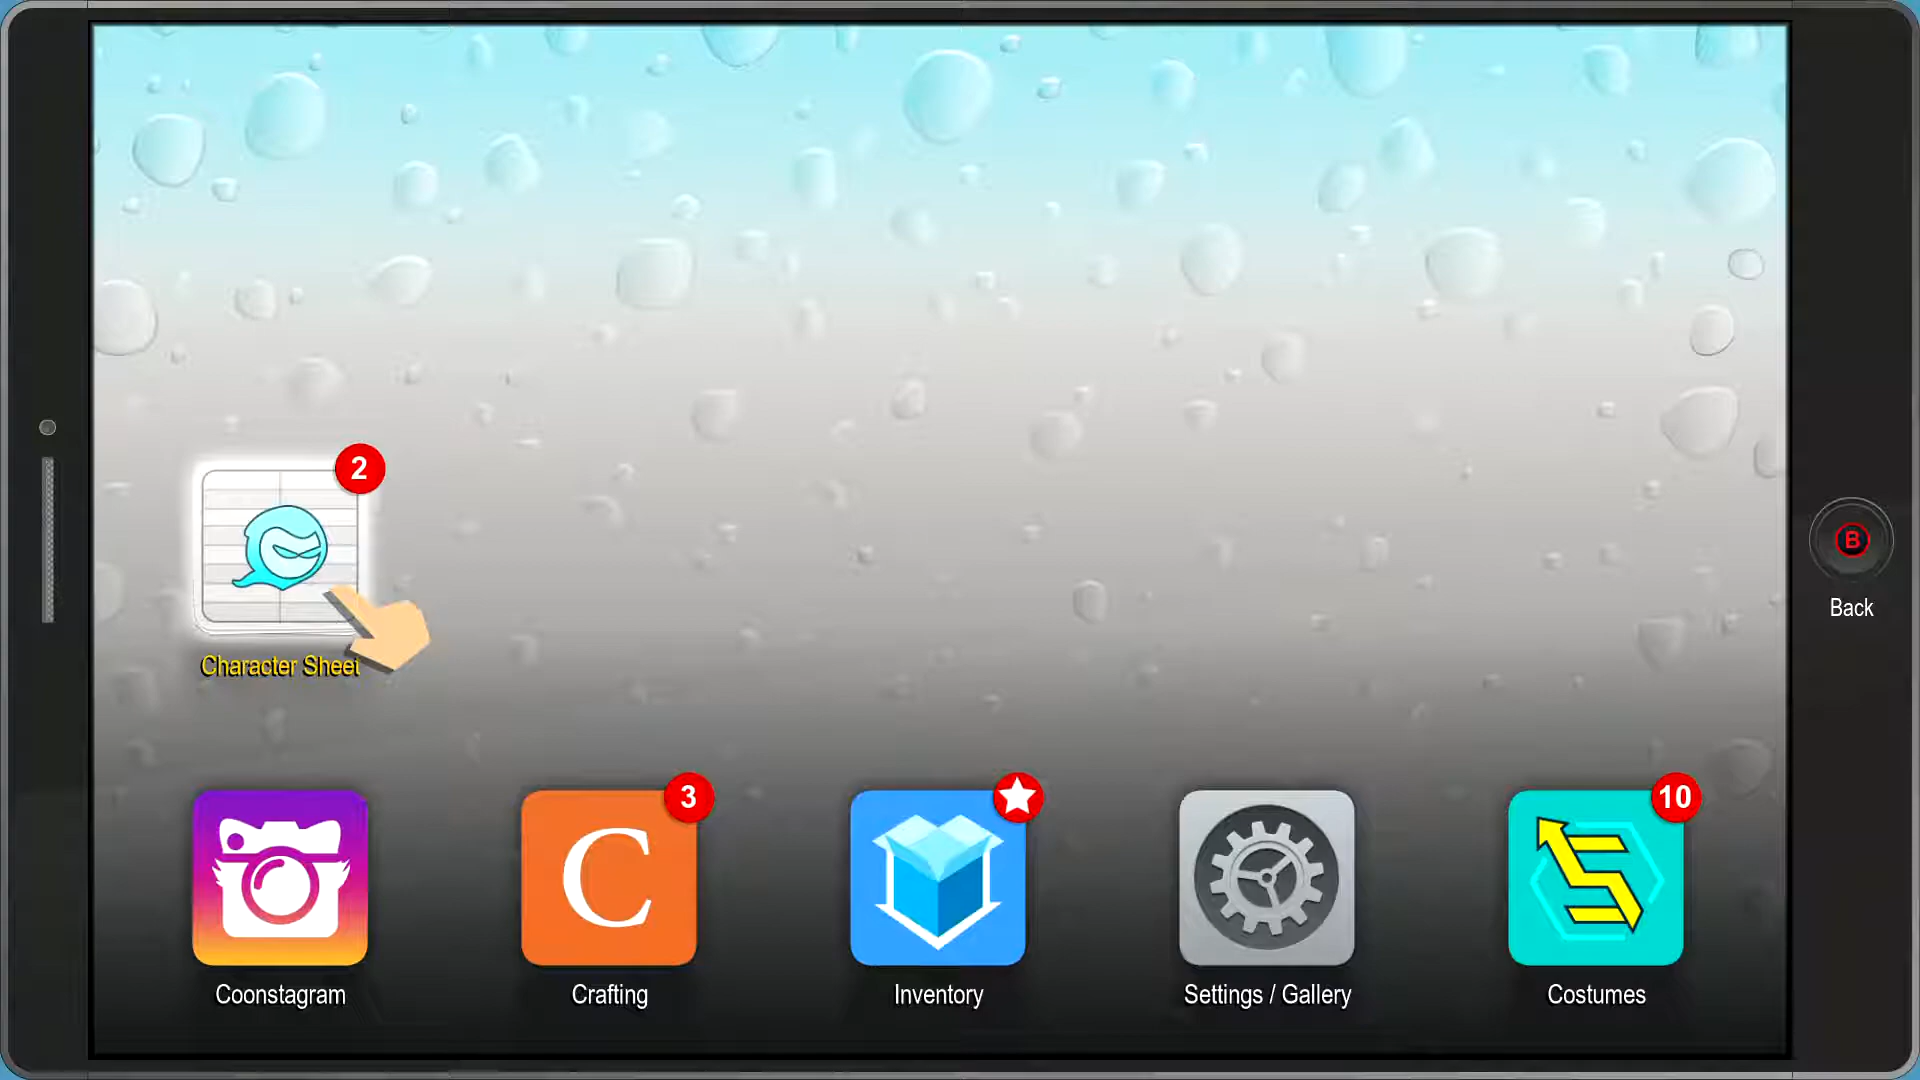 2
Character Sheet
B
Back
3
10
C
Coonstagram
Crafting
Inventory
Settings / Gallery
Costumes